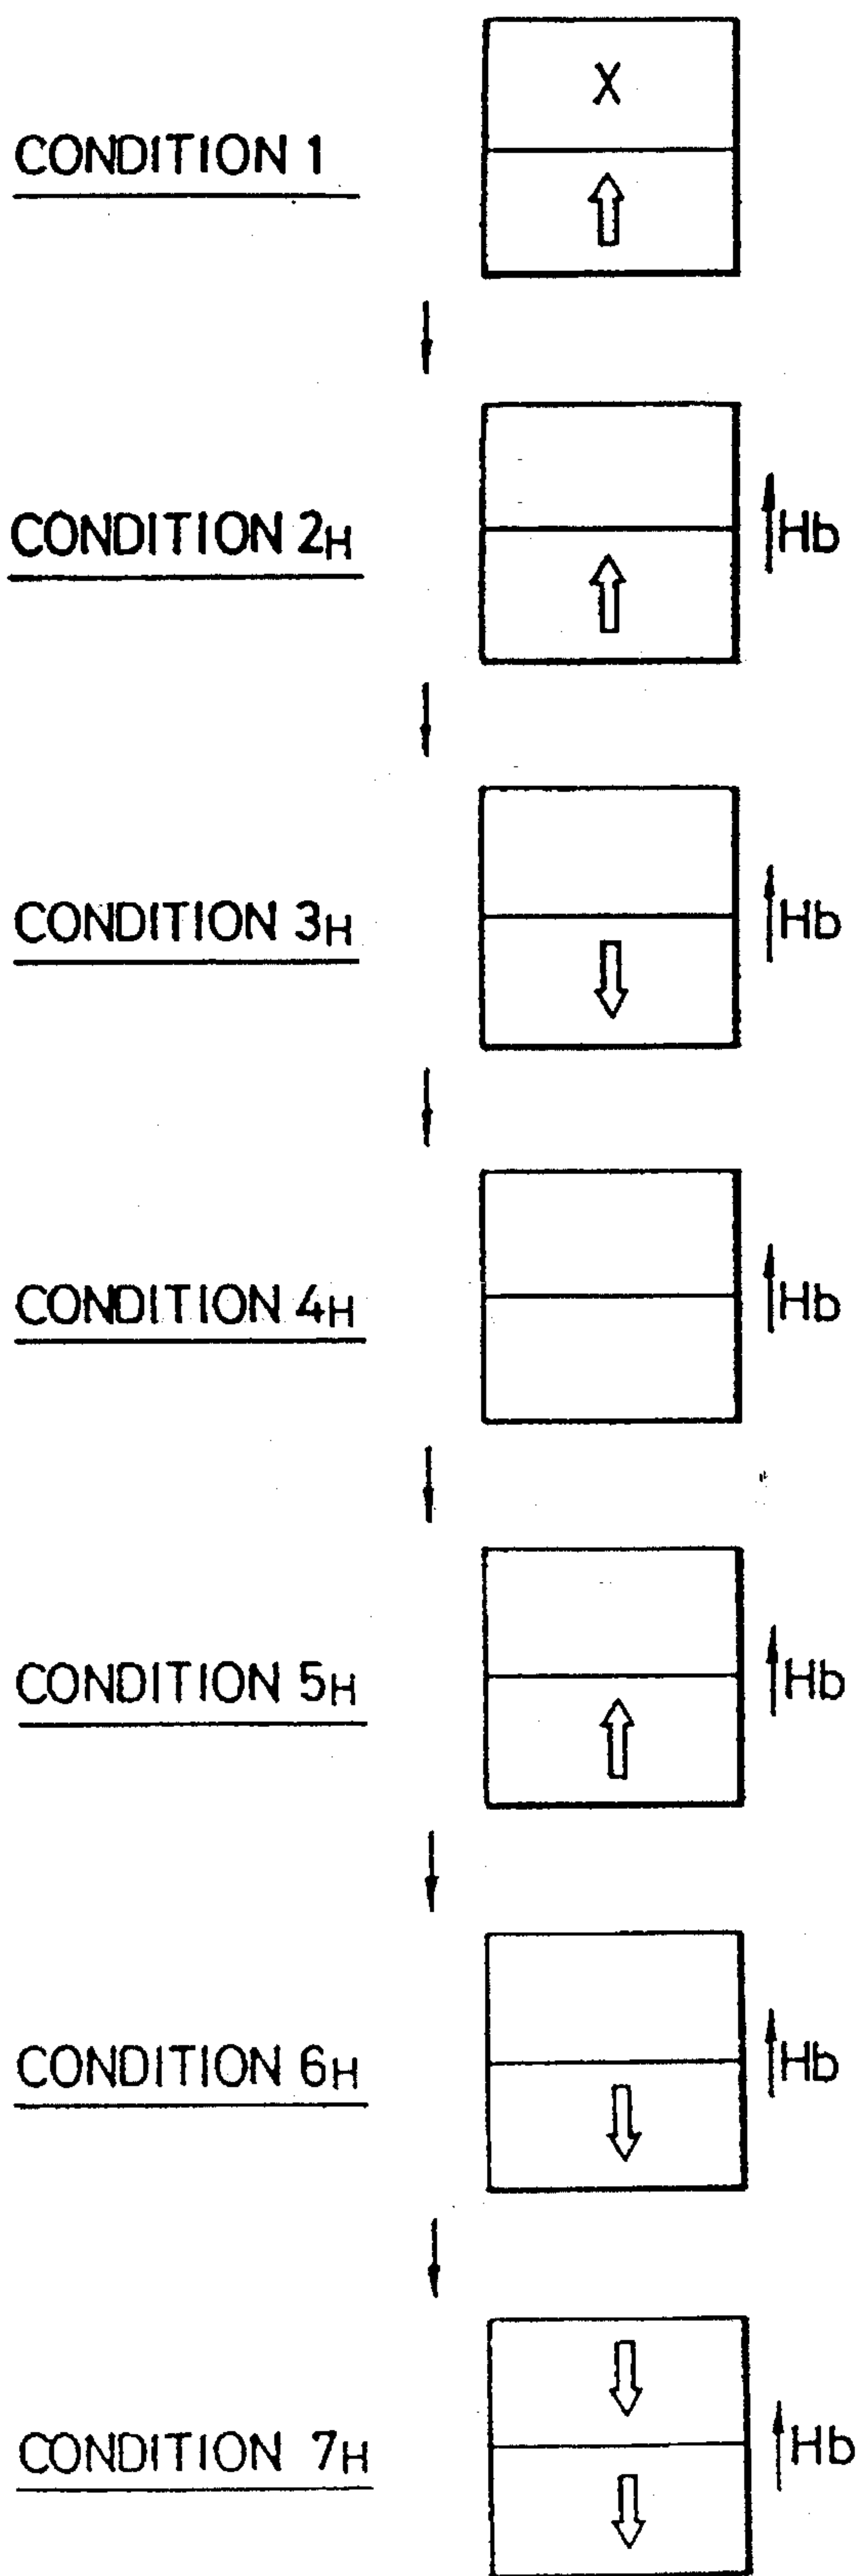 X
CONDITION 1
CONDITION 2H
Hb
CONDITION 3H
Hb
CONDITION 4H
Hb
CONDITION 5H
Hb
CONDITION 6H
Hb
CONDITION 7H
Hb